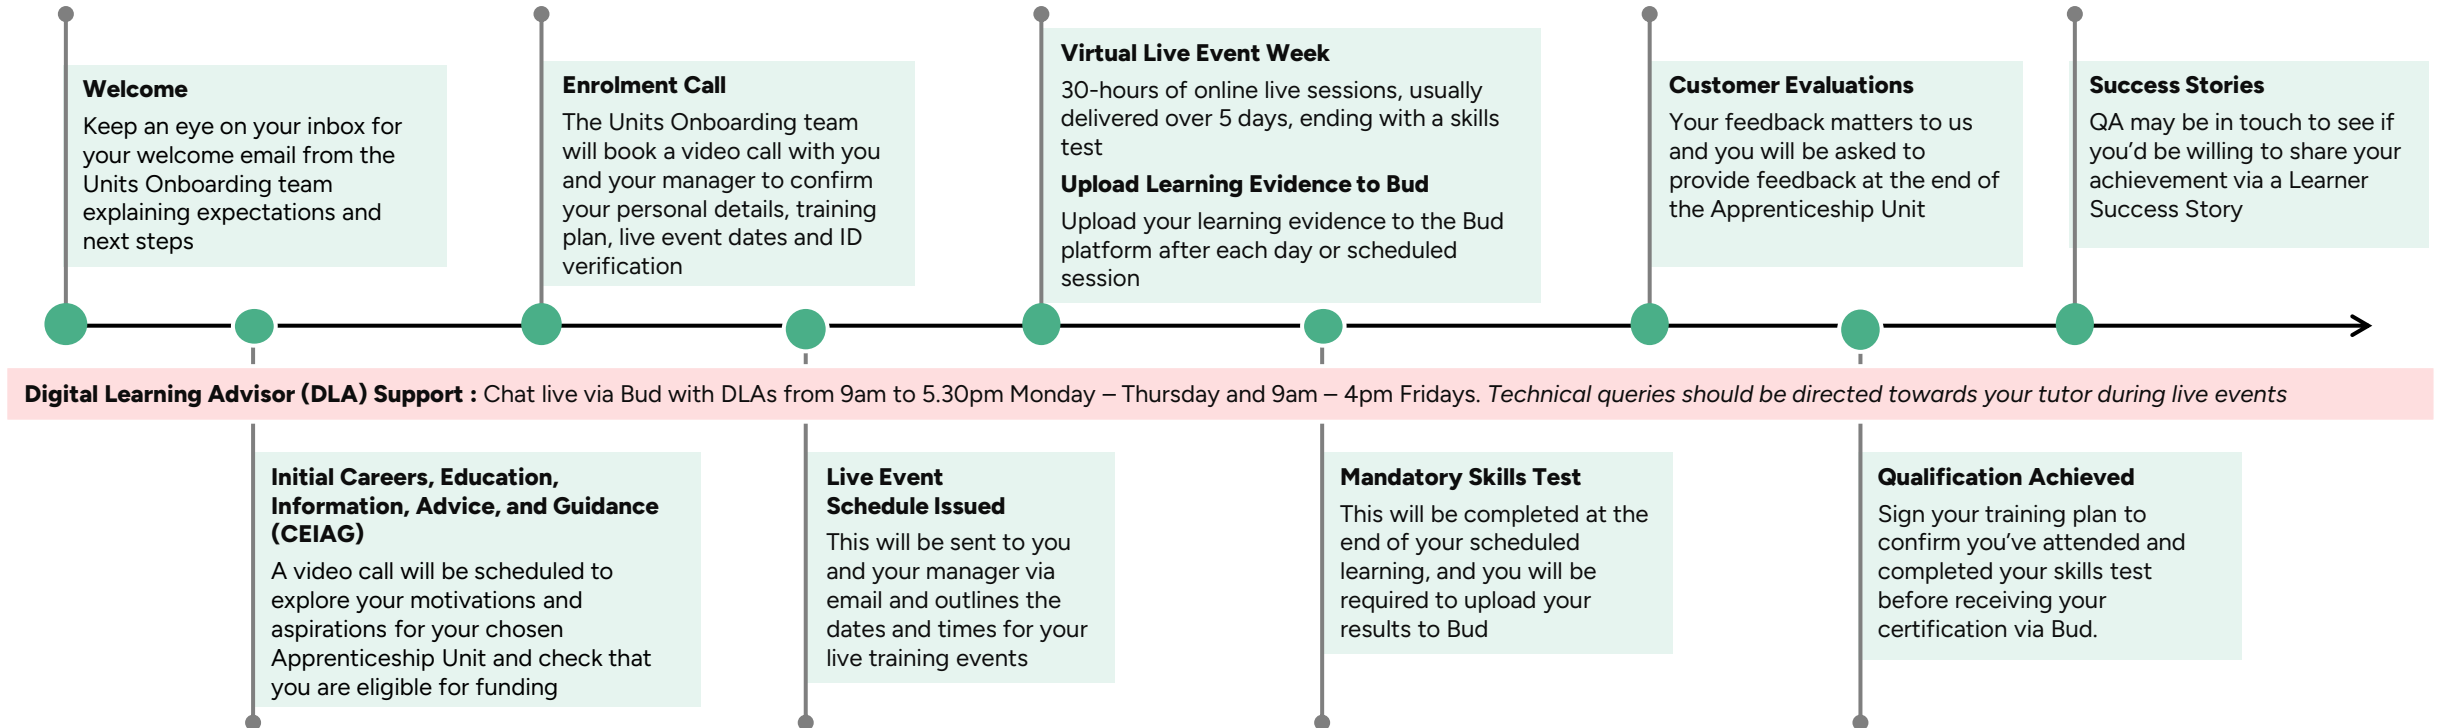 Welcome
Keep an eye on your inbox for
your welcome email from the
Units Onboarding team
explaining expectations and
next steps
Enrolment Call
The Units Onboarding team
will book a video call with you
and your manager to confirm
your personal details, training
plan, live event dates and ID
verification
Virtual Live Event Week
30-hours of online live sessions, usually
delivered over 5 days, ending with a skills
test
Upload Learning Evidence to Bud
Upload your learning evidence to the Bud
platform after each day or scheduled
session
Customer Evaluations
Your feedback matters to us
and you will be asked to
provide feedback at the end of
the Apprenticeship Unit
Success Stories
QA may be in touch to see if
you’d be willing to share your
achievement via a Learner
Success Story
Digital Learning Advisor (DLA) Support : Chat live via Bud with DLAs from 9am to 5.30pm Monday – Thursday and 9am – 4pm Fridays. Technical queries should be directed towards your tutor during live events
Initial Careers, Education,
Information, Advice, and Guidance
(CEIAG)
A video call will be scheduled to
explore your motivations and
aspirations for your chosen
Apprenticeship Unit and check that
you are eligible for funding
Live Event
Schedule Issued
This will be sent to you
and your manager via
email and outlines the
dates and times for your
live training events
Mandatory Skills Test
This will be completed at the
end of your scheduled
learning, and you will be
required to upload your
results to Bud
Qualification Achieved
Sign your training plan to
confirm you’ve attended and
completed your skills test
before receiving your
certification via Bud.